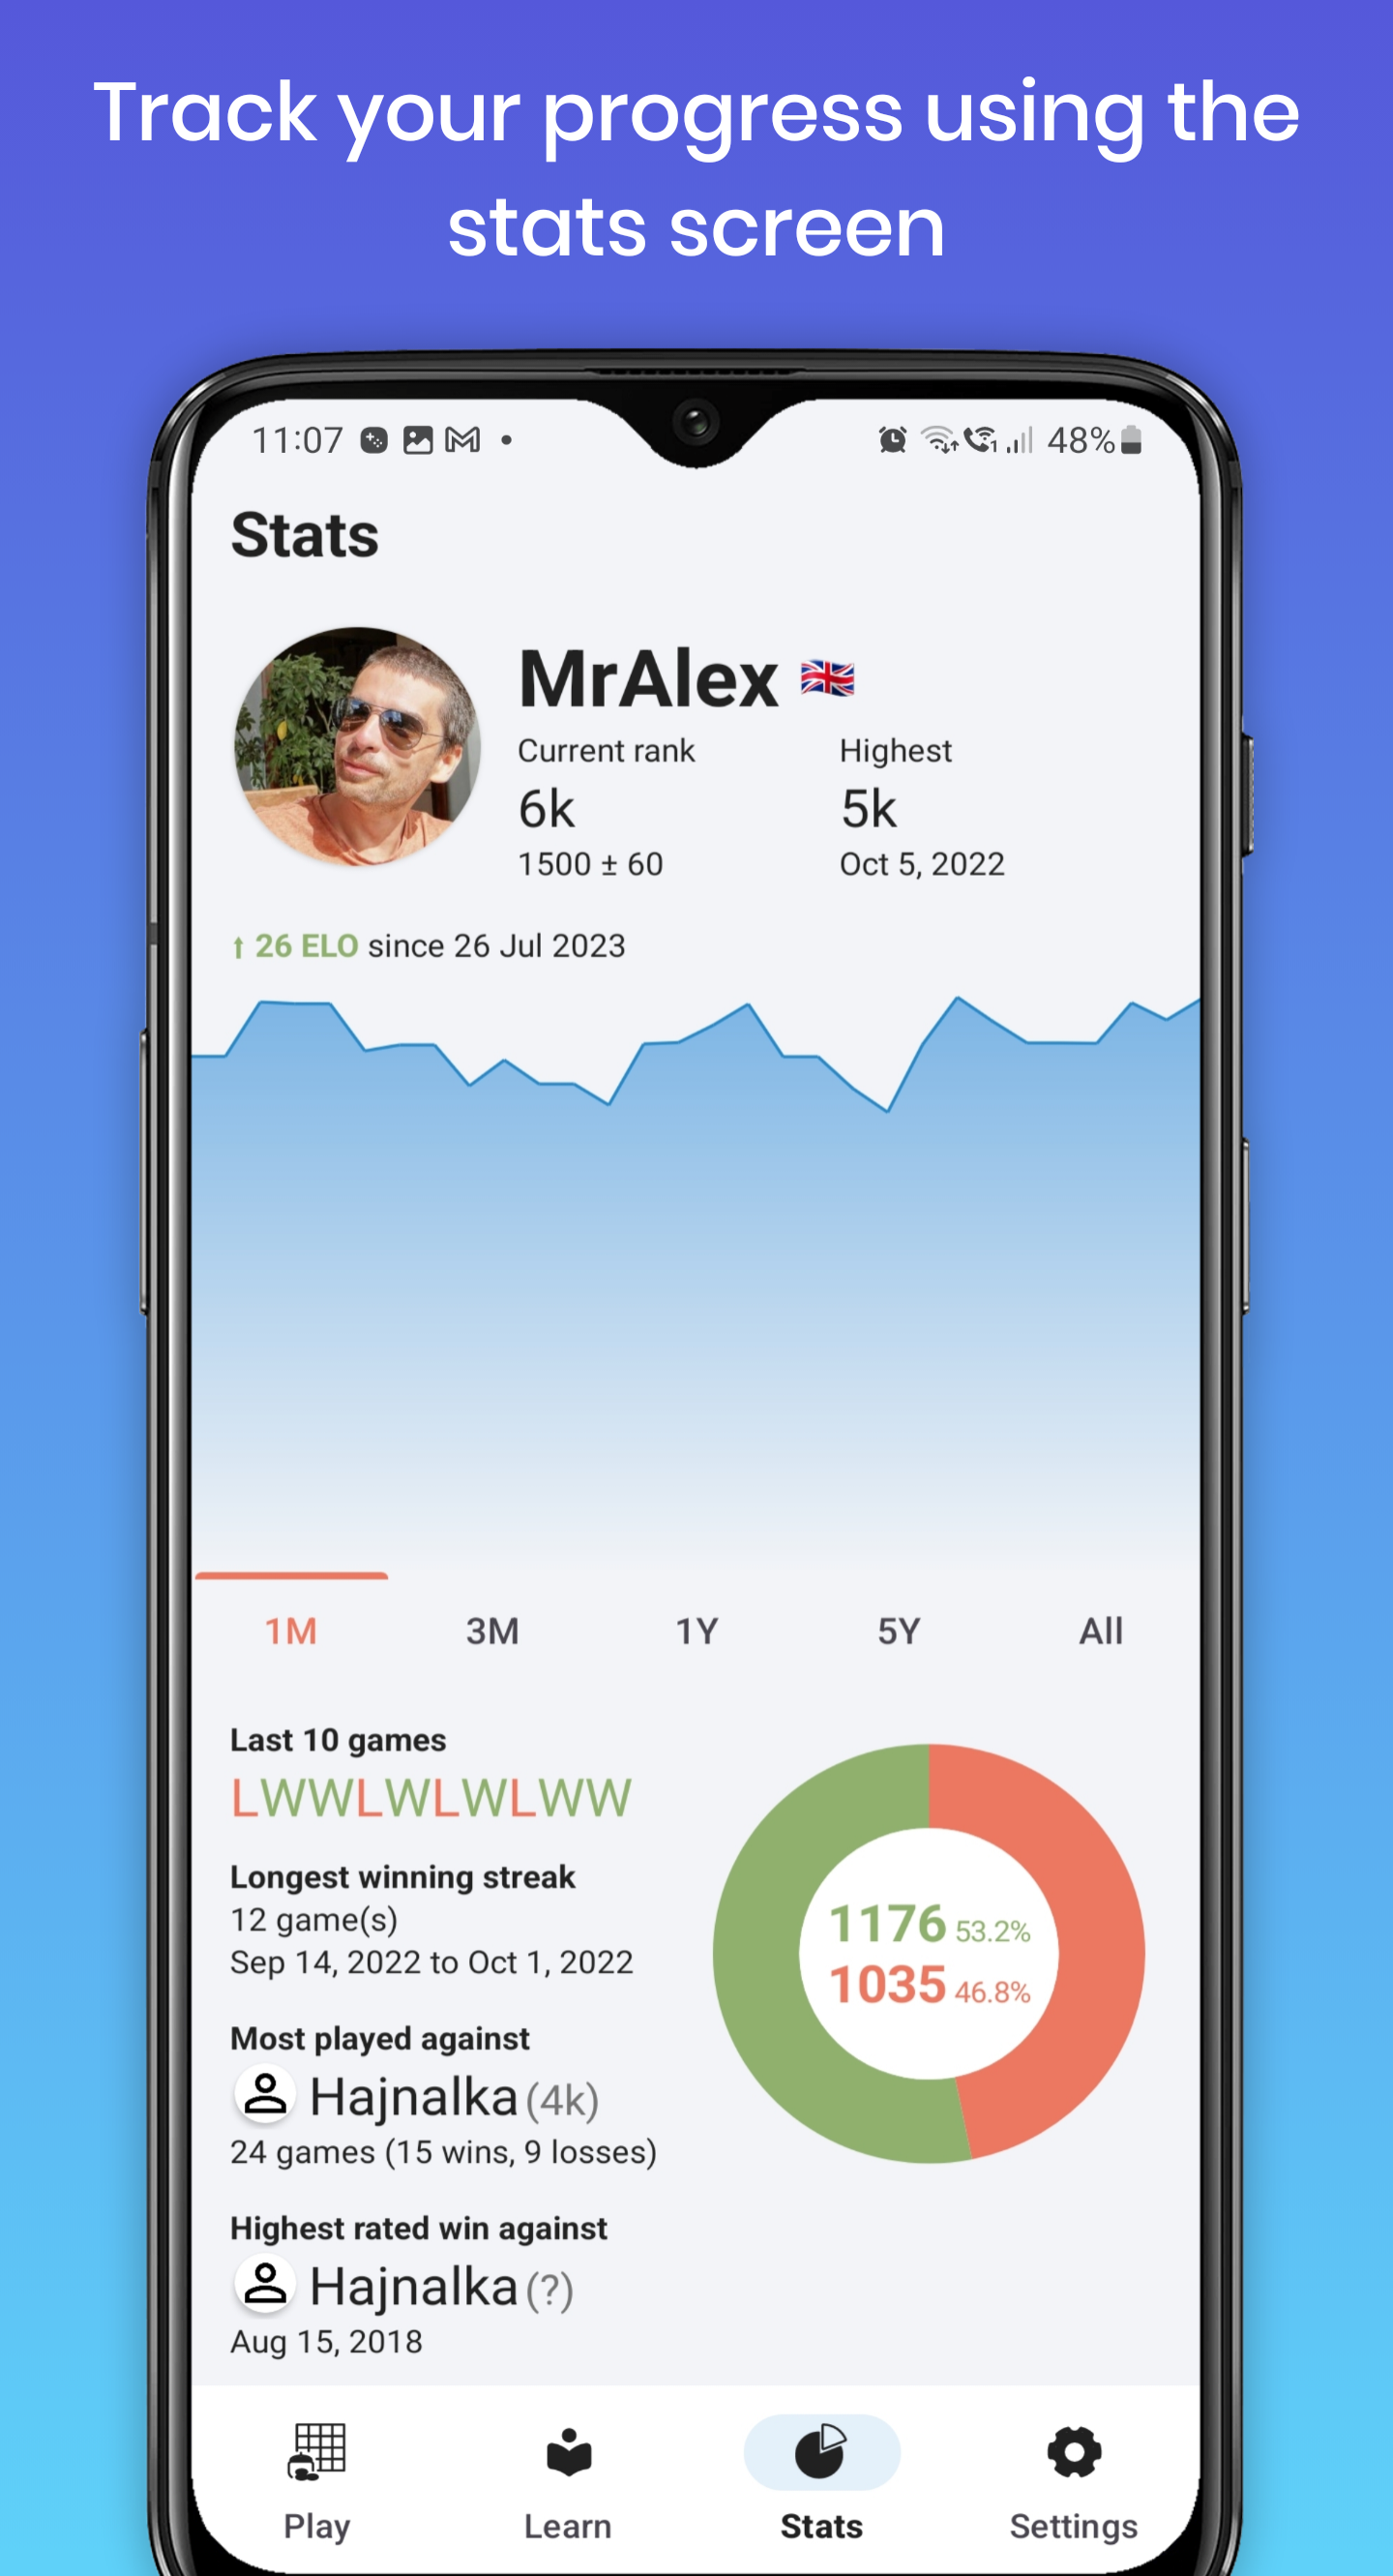 Track your progress using the
stats screen
11:07
48%
Stats
MrAlex
Current rank
Highest
6k
5k
1500 ± 60
Oct 5, 2022
26 ELO since 26 Jul 2023
1M 3M 1Y 5Y All
Last 10 games
LWWLWLWLWW
Longest winning streak
12 game(s)
Sep 14, 2022 to Oct 1, 2022
Most played against
Hajnalka (4k)
24 games (15 wins, 9 losses)
Highest rated win against
Hajnalka (?)
Aug 15, 2018
1176 53.2%
1035 46.8%
Play Learn Stats Settings